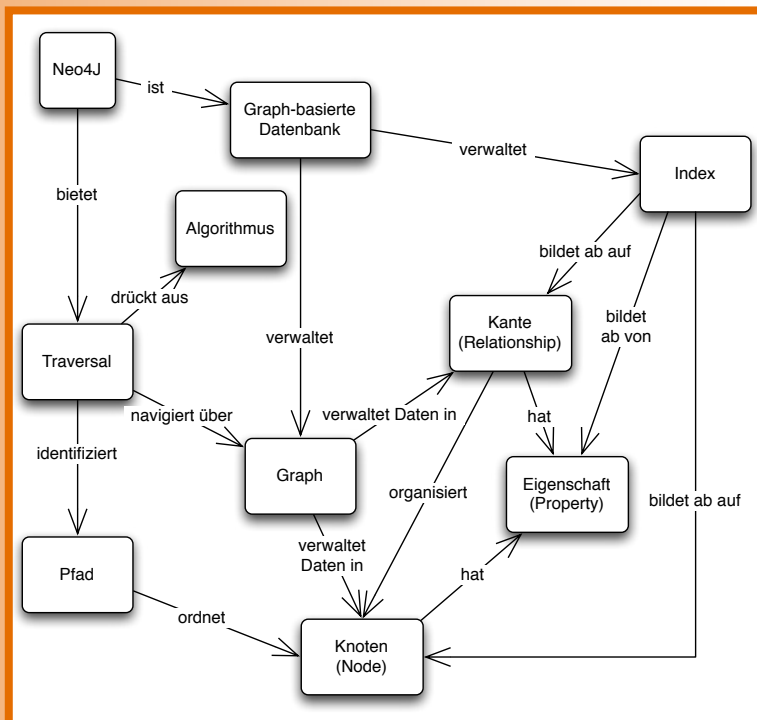 Neo4J
ist
Graph-basierte
Datenbank
verwaltet
Index
bietet
Algorithmus
drückt aus
bildet ab auf
Traversal
verwaltet
Kante
(Relationship)
bildet
ab von
navigiert über
verwaltet Daten in
hat
identifiziert
Graph
organisiert
Eigenschaft
(Property)
bildet ab auf
verwaltet
Daten in
Pfad
hat
ordnet
Knoten
(Node)